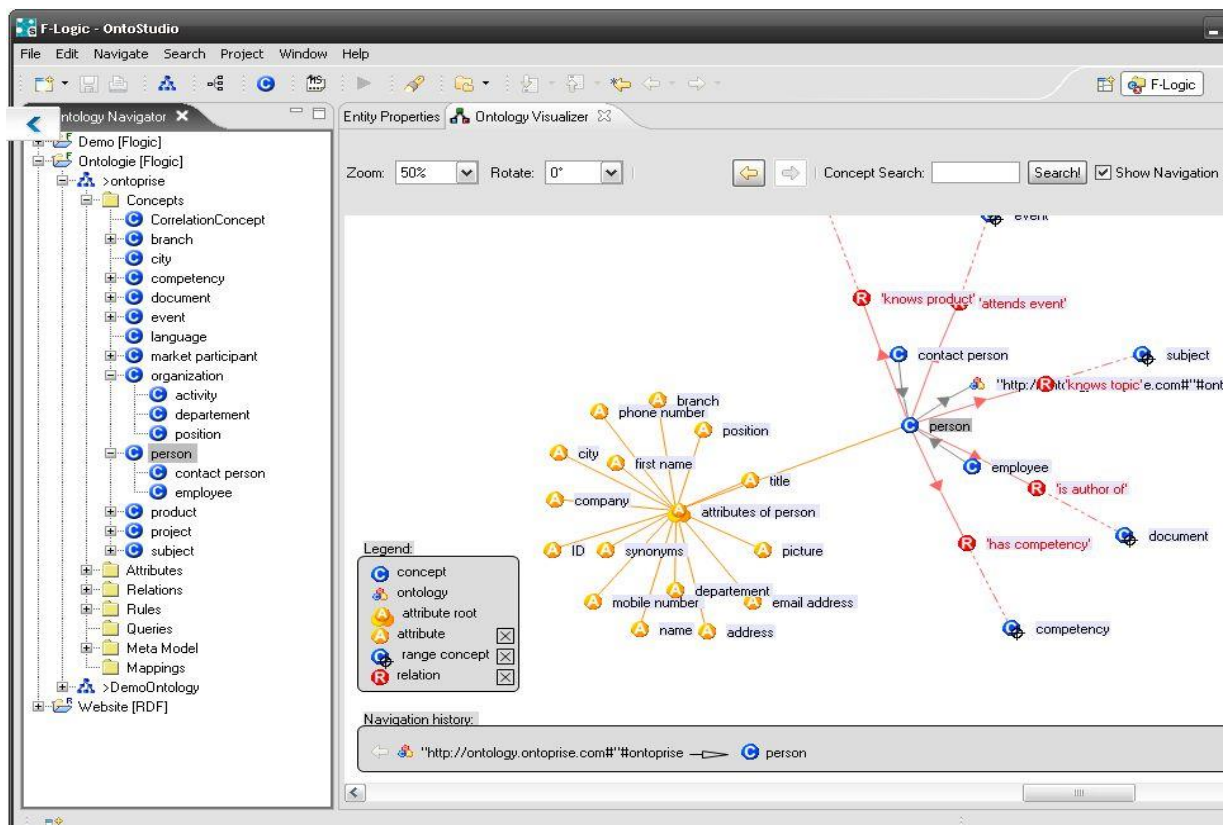 F-Logic - OntoStudio
File Edit Navigate Search Project Window Help
F-Logic
ntology Navigator
Entity Properties Ontology Visualizer
Demo [Flogic]
Ontologie [Flogic]
>ontoprise
Concepts
CorrelationConcept
branch
city
competency
document
event
language
market participant
organization
activity
departement
position
person
contact person
employee
product
project
subject
Attributes
Relations
Rules
Queries
Meta Model
Mappings
>DemoOntology
Website [RDF]
Zoom: 50% Rotate: 0° Concept Search: Search! Show Navigation
event
'knows product' 'attends event'
contact person
subject
"http:// 'knows topic' e.com#"#ont
person
employee
'is author of'
document
'has competency'
competency
branch
phone number
position
city
first name
title
company
attributes of person
ID
synonyms
picture
departement
mobile number
email address
name
address
Legend:
concept
ontology
attribute root
attribute
range concept
relation
Navigation history:
"http://ontology.ontoprise.com#"#ontoprise person